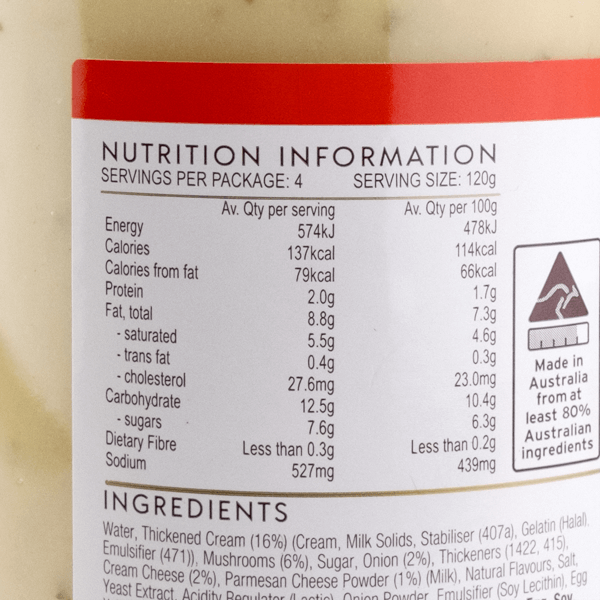 NUTRITION INFORMATION
SERVINGS PER PACKAGE: 4 SERVING SIZE: 120g
Av. Qty per serving Av. Qty per 100g
Energy 574kJ 478kJ
Calories 137kcal 114kcal
Calories from fat 79kcal 66kcal
Protein 2.0g 1.7g
Fat, total 8.8g 7.3g
- saturated 5.5g 4.6g
- trans fat 0.4g 0.3g
- cholesterol 27.6mg 23.0mg
Carbohydrate 12.5g 10.4g
- sugars 7.6g 6.3g
Dietary Fibre Less than 0.3g Less than 0.2g
Sodium 527mg 439mg
Made in
Australia
from at
least 80%
Australian
ingredients
INGREDIENTS
Water, Thickened Cream (16%) (Cream, Milk Solids, Stabiliser (407a), Gelatin (Halal),
Emulsifier (471)), Mushrooms (6%), Sugar, Onion (2%), Thickeners (1422, 415),
Cream Cheese (2%), Parmesan Cheese Powder (1%) (Milk), Natural Flavours, Salt,
Yeast Extract, Acidity Regulator (Lactic), Onion Powder, Emulsifier (Soy Lecithin), Egg
Egg, Soy,